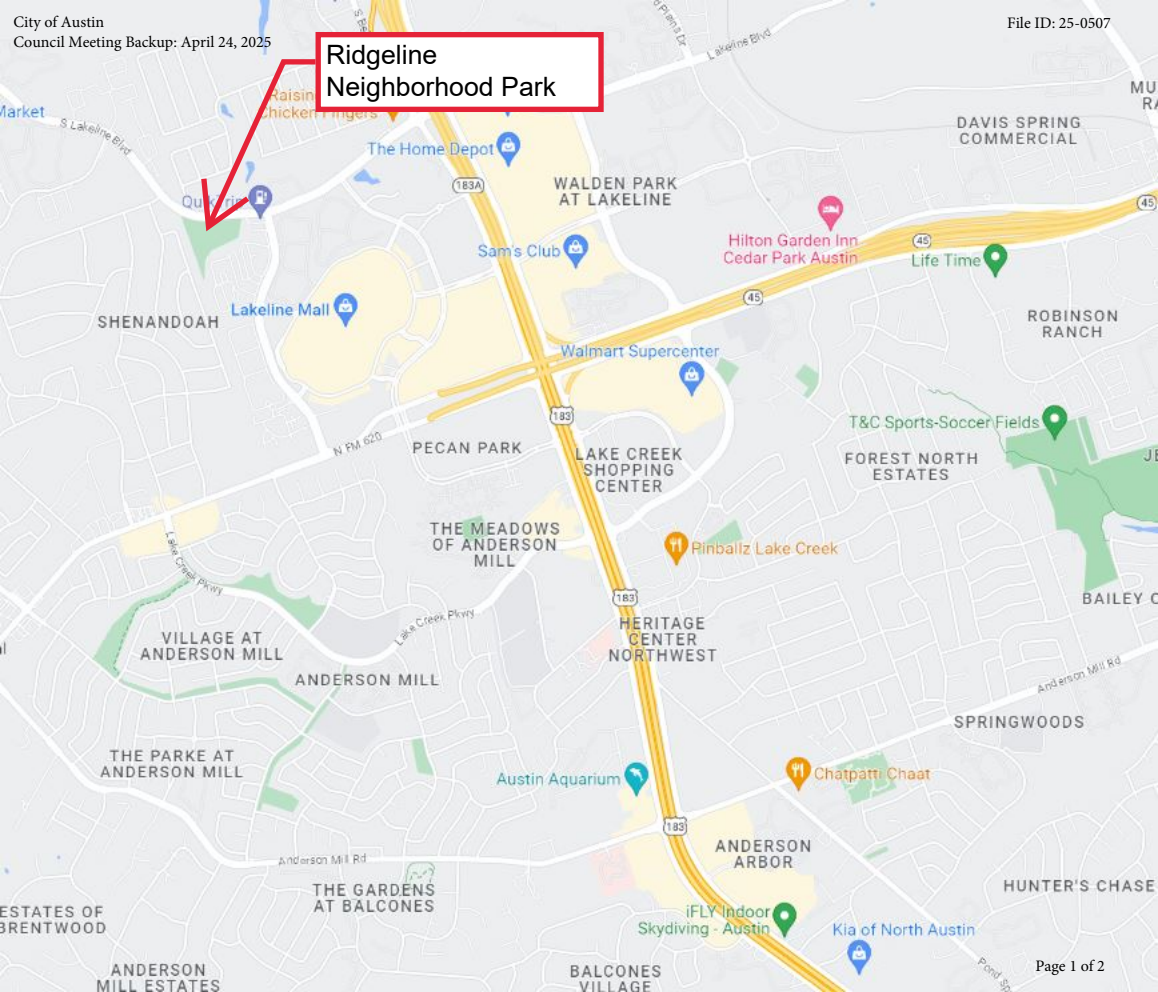 City of Austin
Council Meeting Backup: April 24, 2025
File ID: 25-0507
Ridgeline
Neighborhood Park
Lakeline Blvd
Market
S Lakeline Blvd
Raisin
Chicken Fingers
The Home Depot
183A
DAVIS SPRING
COMMERCIAL
WALDEN PARK
AT LAKELINE
45
Hilton Garden Inn
Cedar Park Austin
45
Life Time
Sam's Club
45
Lakeline Mall
SHENANDOAH
ROBINSON
RANCH
Walmart Supercenter
183
T&C Sports-Soccer Fields
N FM 620
PECAN PARK
LAKE CREEK
SHOPPING
CENTER
FOREST NORTH
ESTATES
THE MEADOWS
OF ANDERSON
MILL
Pinballz Lake Creek
Lake Creek Pkwy
183
Lake Creek Pkwy
BAILEY
HERITAGE
CENTER
NORTHWEST
VILLAGE AT
ANDERSON MILL
ANDERSON MILL
Anderson Mill Rd
SPRINGWOODS
THE PARKE AT
ANDERSON MILL
Austin Aquarium
Chatpatti Chaat
183
ANDERSON
ARBOR
Anderson Mill Rd
THE GARDENS
AT BALCONES
HUNTER'S CHASE
ESTATES OF
BRENTWOOD
iFLY Indoor
Skydiving - Austin
Kia of North Austin
ANDERSON
MILL ESTATES
BALCONES
VILLAGE
Page 1 of 2